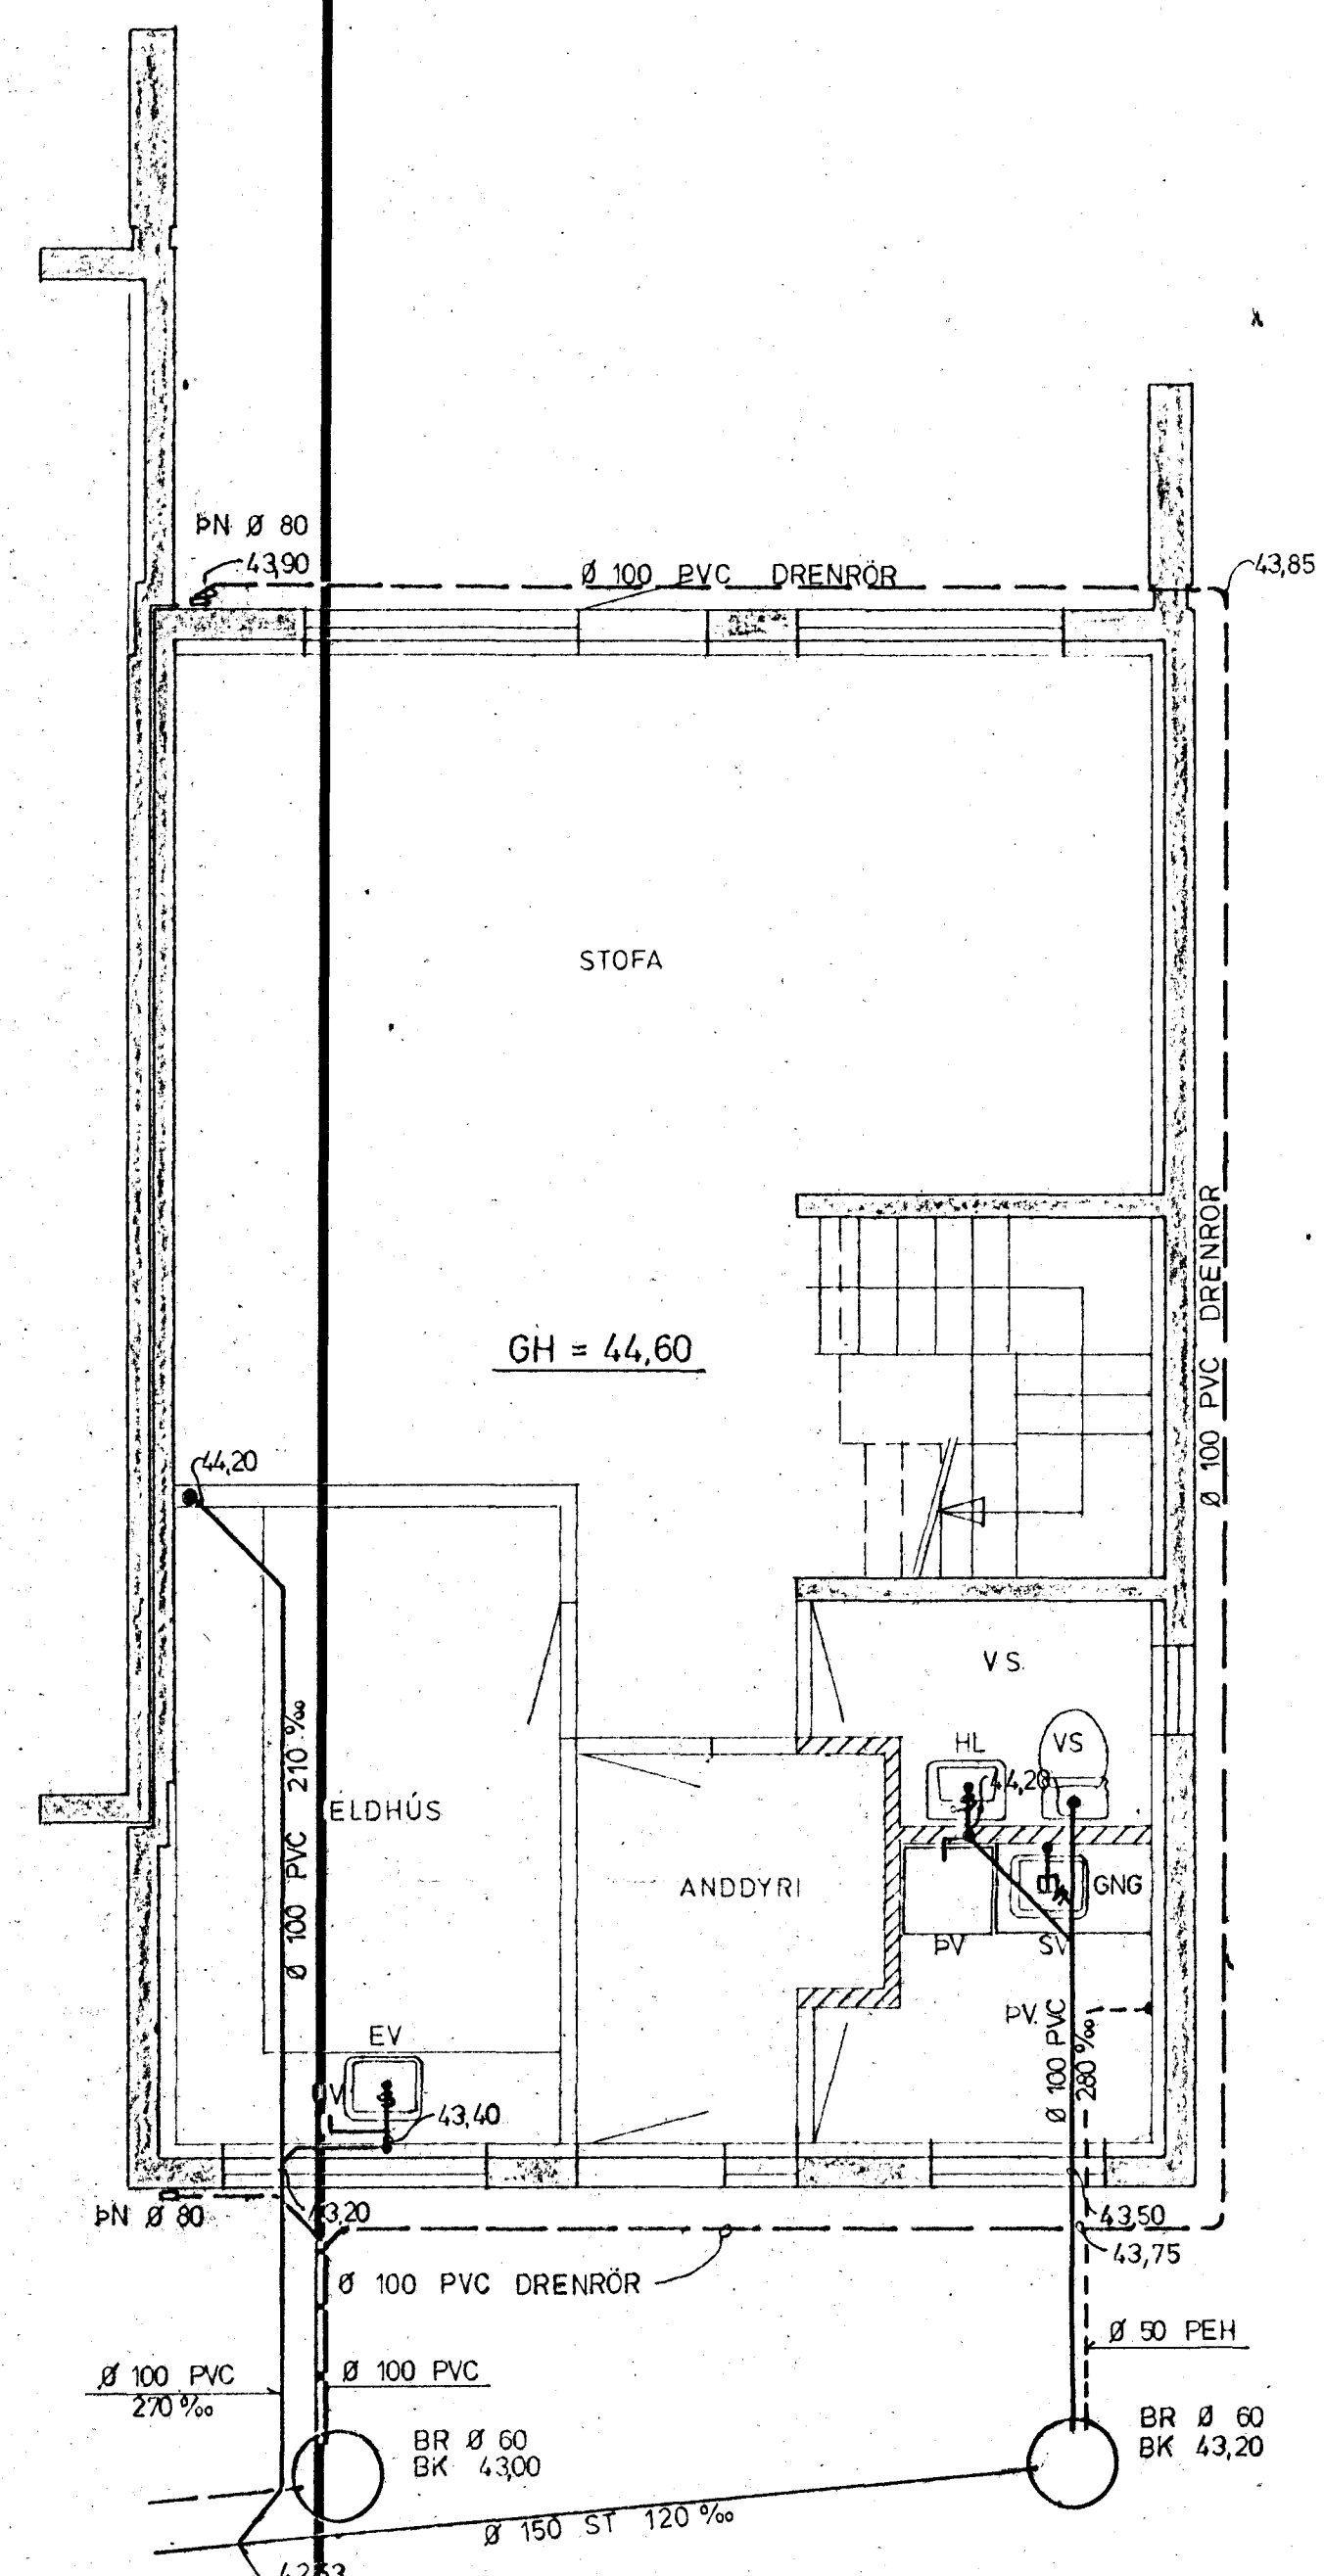 ÞN Ø 80
43,90
Ø 100 PVC DRENRÖR
43,85
STOFA
Ø 100 PVC DRENRÖR
GH = 44,60
44,20
VS.
HL
VS
44,20
Ø 100 PVC 210 ‰
ELDHÚS
ANDDYRI
GNG
ÞV
SV
ÞV.
Ø 100 PVC
280 ‰
EV
43,40
ÞN Ø 80
43,20
43,50
43,75
Ø 100 PVC DRENRÖR
Ø 50 PEH
Ø 100 PVC
270 ‰
Ø 100 PVC
BR Ø 60
BK 43,00
BR Ø 60
BK 43,20
Ø 150 ST 120 ‰